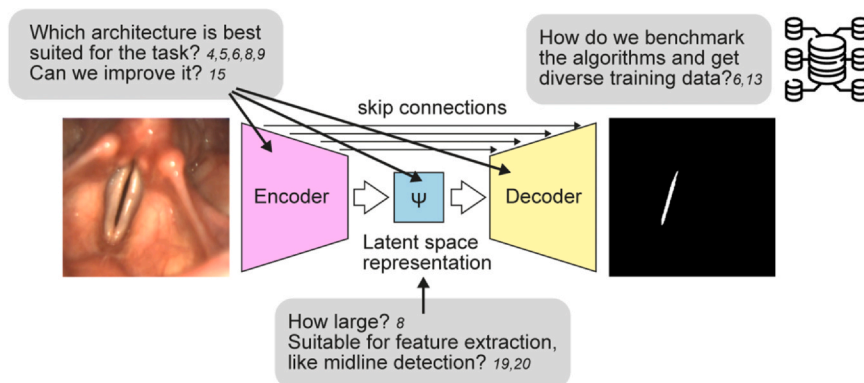 Which architecture is best
suited for the task? 4,5,6,8,9
Can we improve it? 15
How do we benchmark
the algorithms and get
diverse training data?6,13
skip connections
Encoder
Ψ
Decoder
Latent space
representation
How large? 8
Suitable for feature extraction,
like midline detection? 19,20